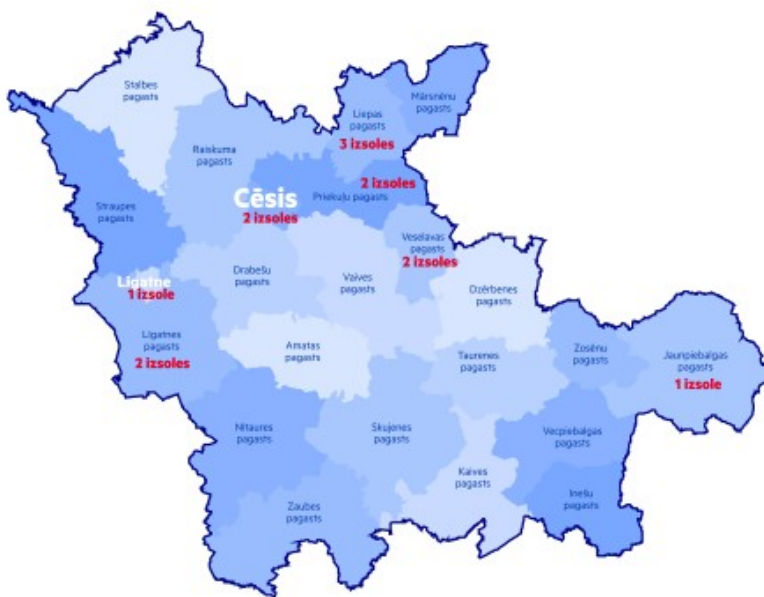 Stalbes
pagasts
Mārsnēnu
pagasts
Liepas
pagasts
3 izsoles
Raiskuma
pagasts
2 izsoles
Priekuļu pagasts
Cēsis
2 izsoles
Straupes
pagasts
Veselavas
pagasts
2 izsoles
Drabešu
pagasts
Vaives
pagasts
Dzērbenes
pagasts
Līgatne
1 izsole
Līgatnes
pagasts
2 izsoles
Amatas
pagasts
Taurenes
pagasts
Zosēnu
pagasts
Jaunpiebalgas
pagasts
1 izsole
Nītaures
pagasts
Skujenes
pagasts
Vecpiebalgas
pagasts
Kaives
pagasts
Inešu
pagasts
Zaubes
pagasts